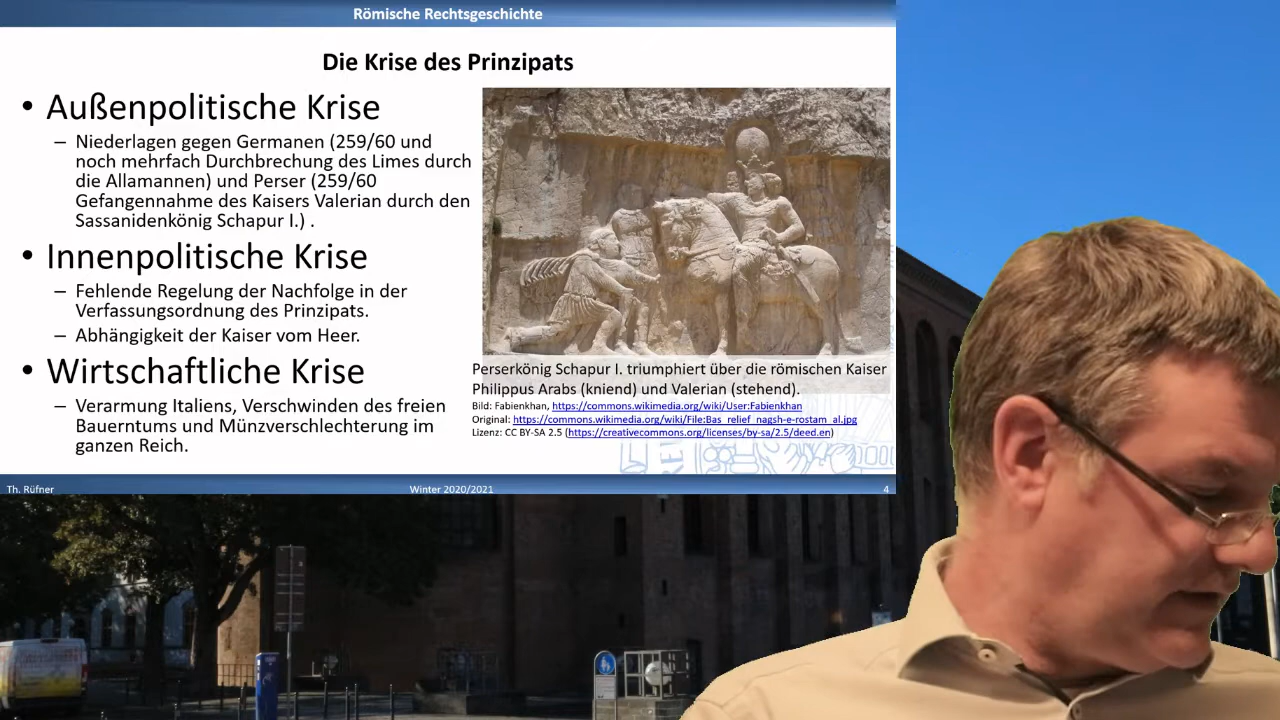 Römische Rechtsgeschichte
Die Krise des Prinzipats
• Außenpolitische Krise
– Niederlagen gegen Germanen (259/60 und
noch mehrfach Durchbrechung des Limes durch
die Allamannen) und Perser (259/60
Gefangennahme des Kaisers Valerian durch den
Sassanidenkönig Schapur I.) .
• Innenpolitische Krise
– Fehlende Regelung der Nachfolge in der
Verfassungsordnung des Prinzipats.
– Abhängigkeit der Kaiser vom Heer.
• Wirtschaftliche Krise
– Verarmung Italiens, Verschwinden des freien
Bauerntums und Münzverschlechterung im
ganzen Reich.
Perserkönig Schapur I. triumphiert über die römischen Kaiser
Philippus Arabs (kniend) und Valerian (stehend).
Bild: Fabienkhan, https://commons.wikimedia.org/wiki/User:Fabienkhan
Original: https://commons.wikimedia.org/wiki/File:Bas_relief_nagsh-e-rostam_al.jpg
Lizenz: CC BY-SA 2.5 (https://creativecommons.org/licenses/by-sa/2.5/deed.en)
Th. Rüfner
Winter 2020/2021
4